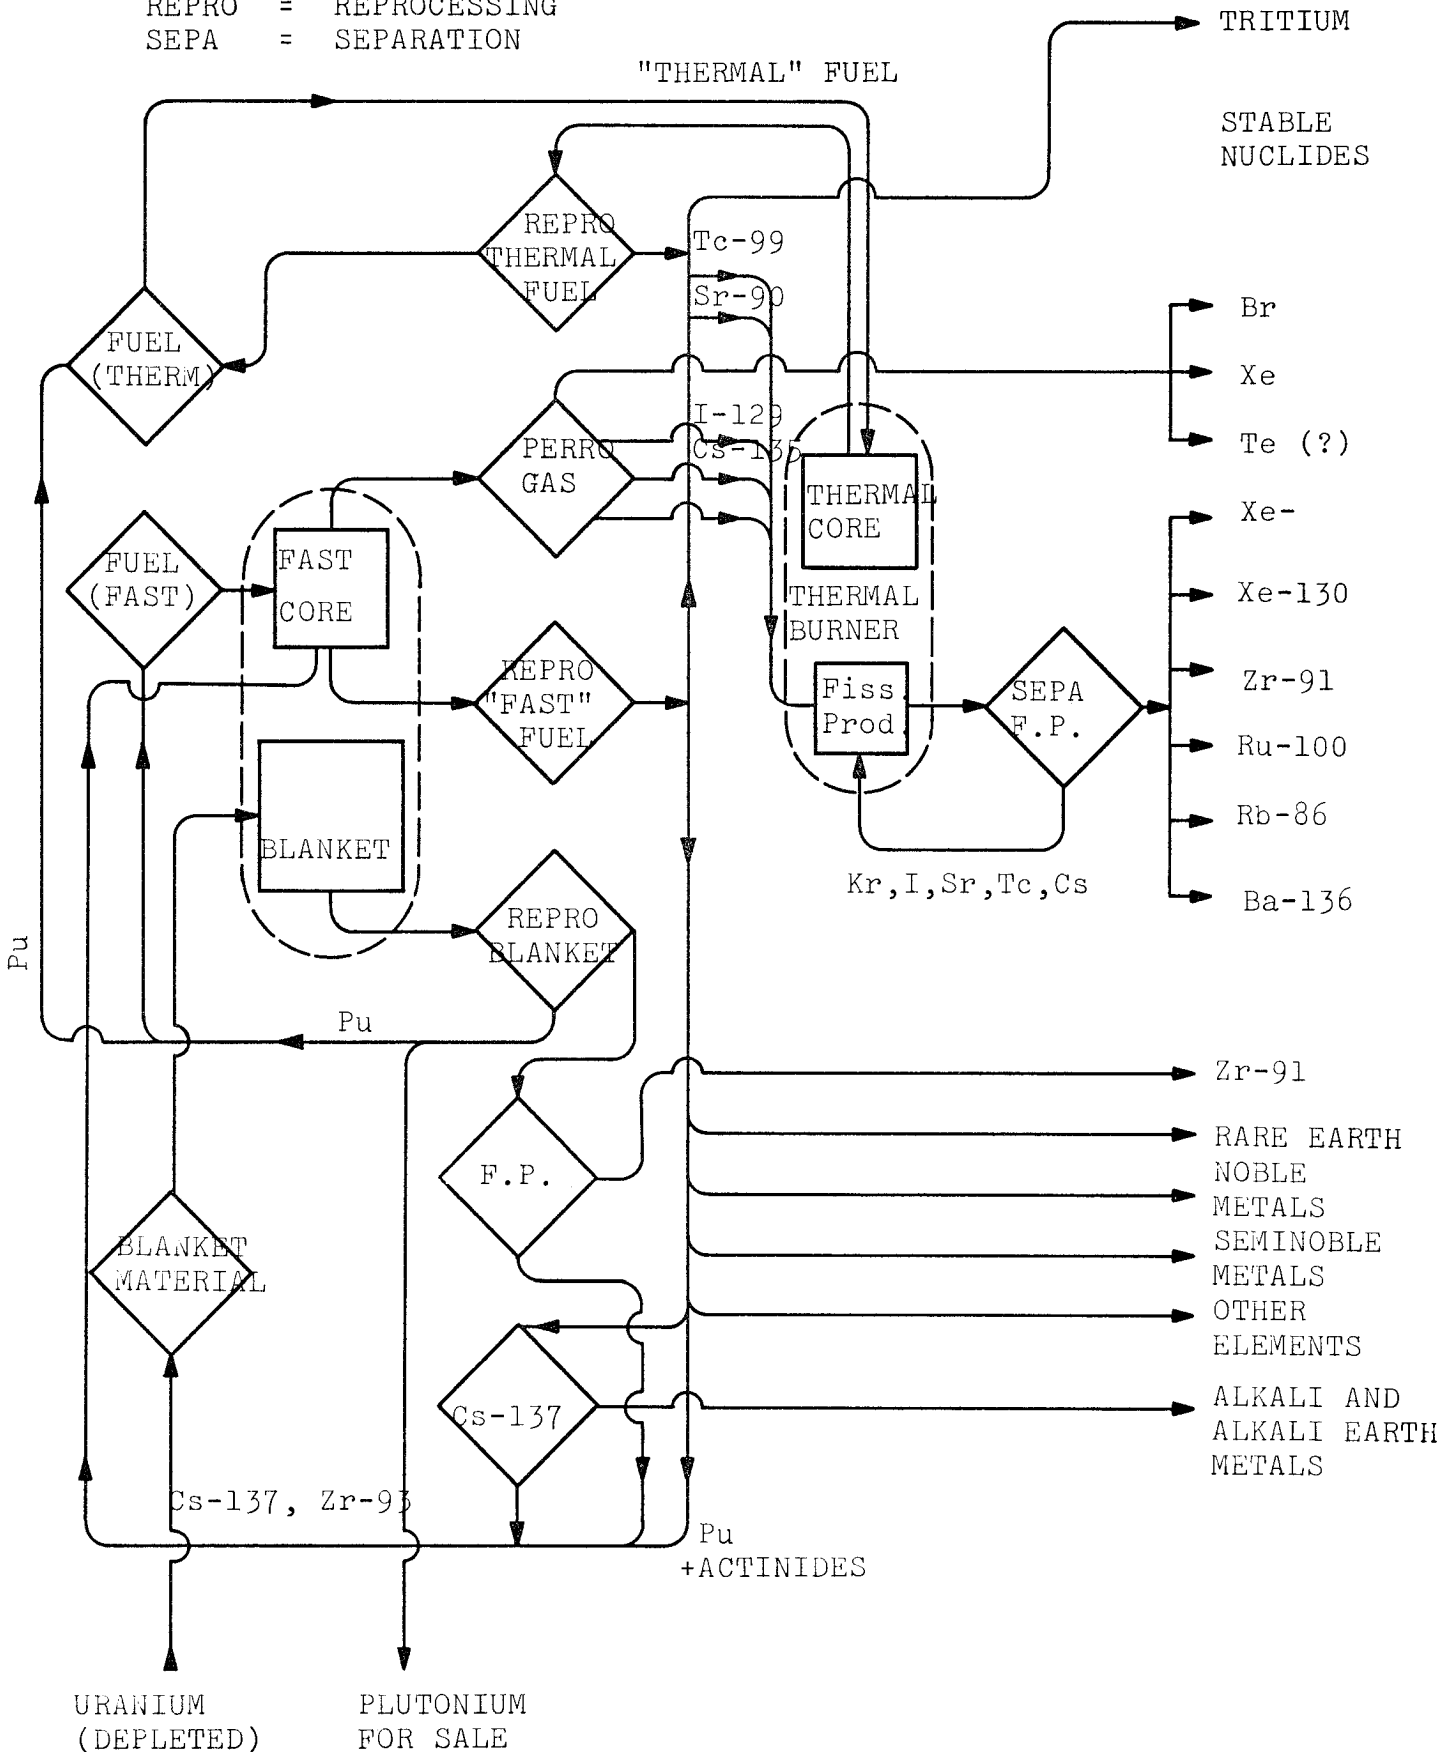 REPRO = REPROCESSING
SEPA = SEPARATION
TRITIUM
"THERMAL" FUEL
STABLE
NUCLIDES
REPRO
THERMAL
FUEL
Tc-99
Sr-90
Br
FUEL
(THERM)
Xe
I-129
Cs-135
Te (?)
PERRO
GAS
THERMAL
CORE
Xe-
FUEL
(FAST)
FAST
CORE
THERMAL
BURNER
Xe-130
REPRO
"FAST"
FUEL
Fiss.
Prod.
SEPA
F.P.
Zr-91
Ru-100
Rb-86
BLANKET
Kr,I,Sr,Tc,Cs
Ba-136
REPRO
BLANKET
Pu
Pu
Zr-91
RARE EARTH
NOBLE
METALS
F.P.
SEMINOBLE
METALS
BLANKET
MATERIAL
OTHER
ELEMENTS
Cs-137
ALKALI AND
ALKALI EARTH
METALS
Cs-137, Zr-93
Pu
+ACTINIDES
URANIUM
(DEPLETED)
PLUTONIUM
FOR SALE